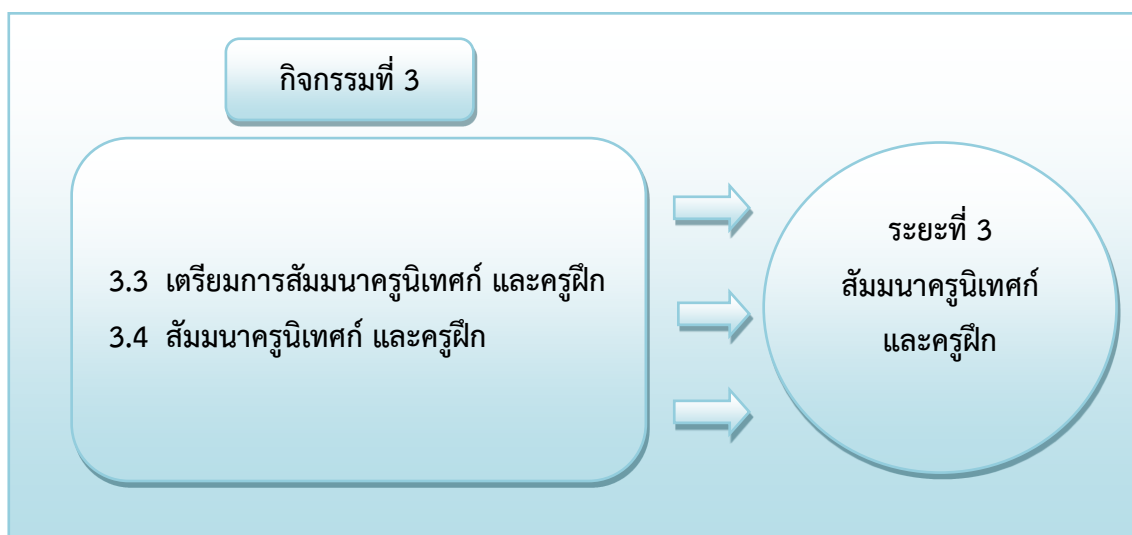 กิจกรรมที่ 3
3.3 เตรียมการสัมมนาครูนิเทศก์ และครูฝึก
3.4 สัมมนาครูนิเทศก์ และครูฝึก
ระยะที่ 3
สัมมนาครูนิเทศก์
และครูฝึก